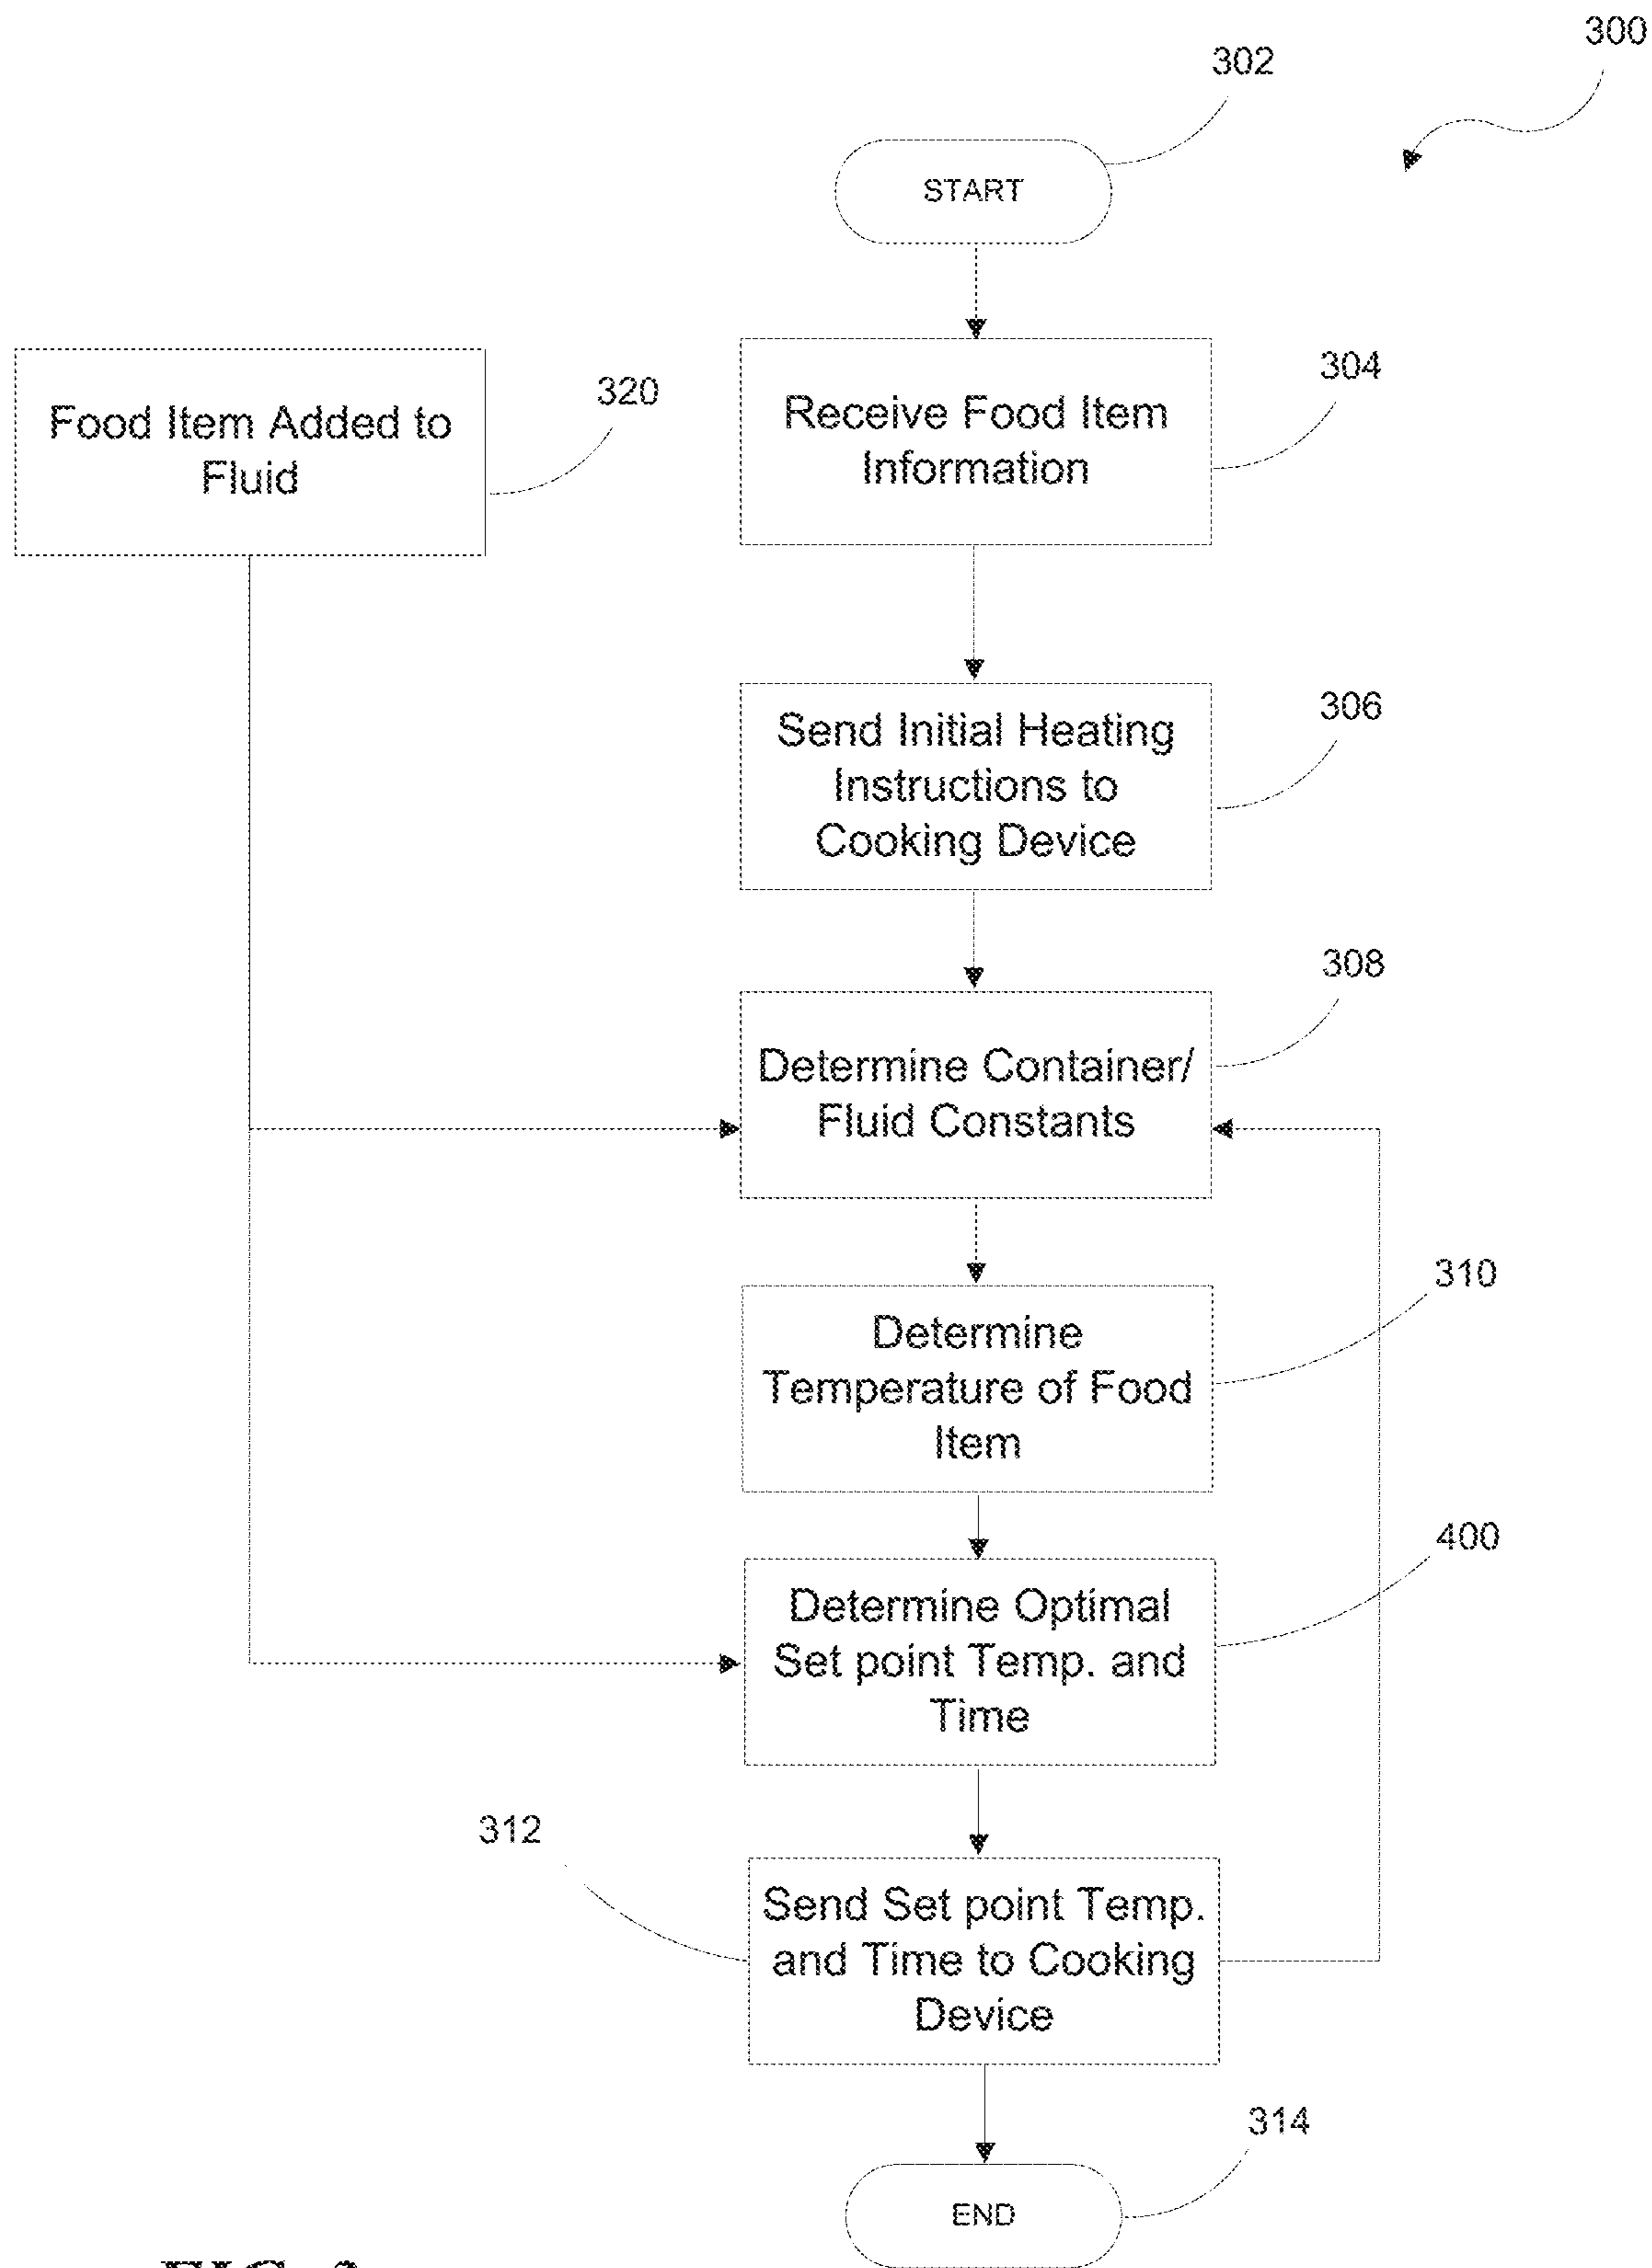 300
302
START
304
Receive Food Item
Information
320
Food Item Added to
Fluid
306
Send Initial Heating
Instructions to
Cooking Device
308
Determine Container/
Fluid Constants
310
Determine
Temperature of Food
Item
400
Determine Optimal
Set point Temp. and
Time
312
Send Set point Temp.
and Time to Cooking
Device
314
END